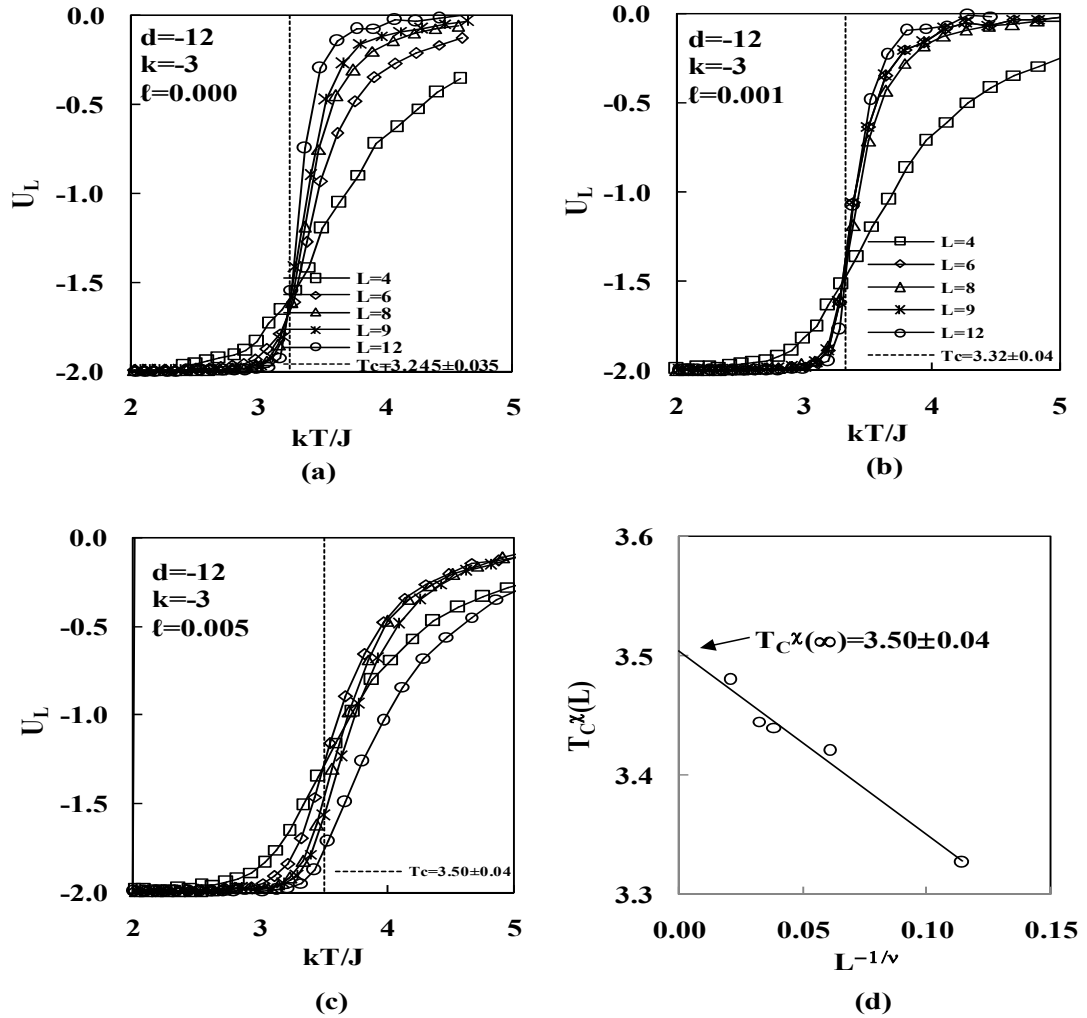 0.0
-0.5
-1.0
-1.5
-2.0
U_L
d=-12
k=-3
ℓ=0.000
L=4
L=6
L=8
L=9
L=12
Tc=3.245±0.035
2 3 4 5
kT/J
(a)
0.0
-0.5
-1.0
-1.5
-2.0
U_L
d=-12
k=-3
ℓ=0.001
L=4
L=6
L=8
L=9
L=12
Tc=3.32±0.04
2 3 4 5
kT/J
(b)
0.0
-0.5
-1.0
-1.5
-2.0
U_L
d=-12
k=-3
ℓ=0.005
Tc=3.50±0.04
2 3 4 5
kT/J
(c)
3.6
3.5
3.4
3.3
T_C^χ(L)
T_C^χ(∞)=3.50±0.04
0.00 0.05 0.10 0.15
L^-1/ν
(d)